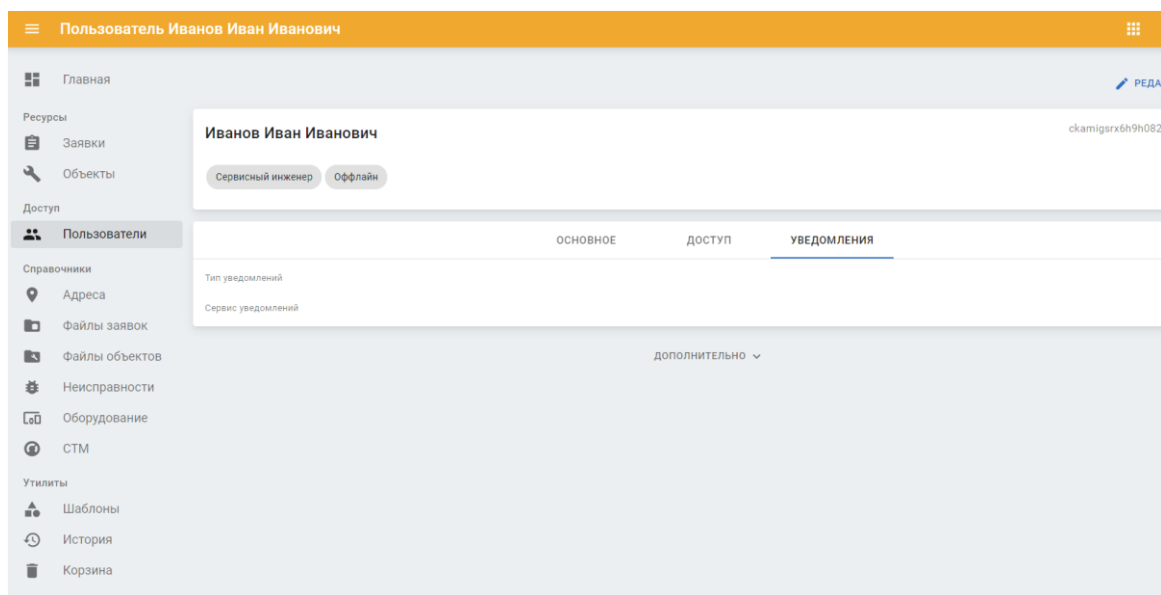 Пользователь Иванов Иван Иванович
Главная
РЕДА
Ресурсы
Заявки
Объекты
Доступ
Пользователи
Справочники
Адреса
Файлы заявок
Файлы объектов
Неисправности
Оборудование
СТМ
Утилиты
Шаблоны
История
Корзина
Иванов Иван Иванович
ckamigsrx6h9h082
Сервисный инженер Оффлайн
ОСНОВНОЕ ДОСТУП УВЕДОМЛЕНИЯ
Тип уведомлений
Сервис уведомлений
ДОПОЛНИТЕЛЬНО